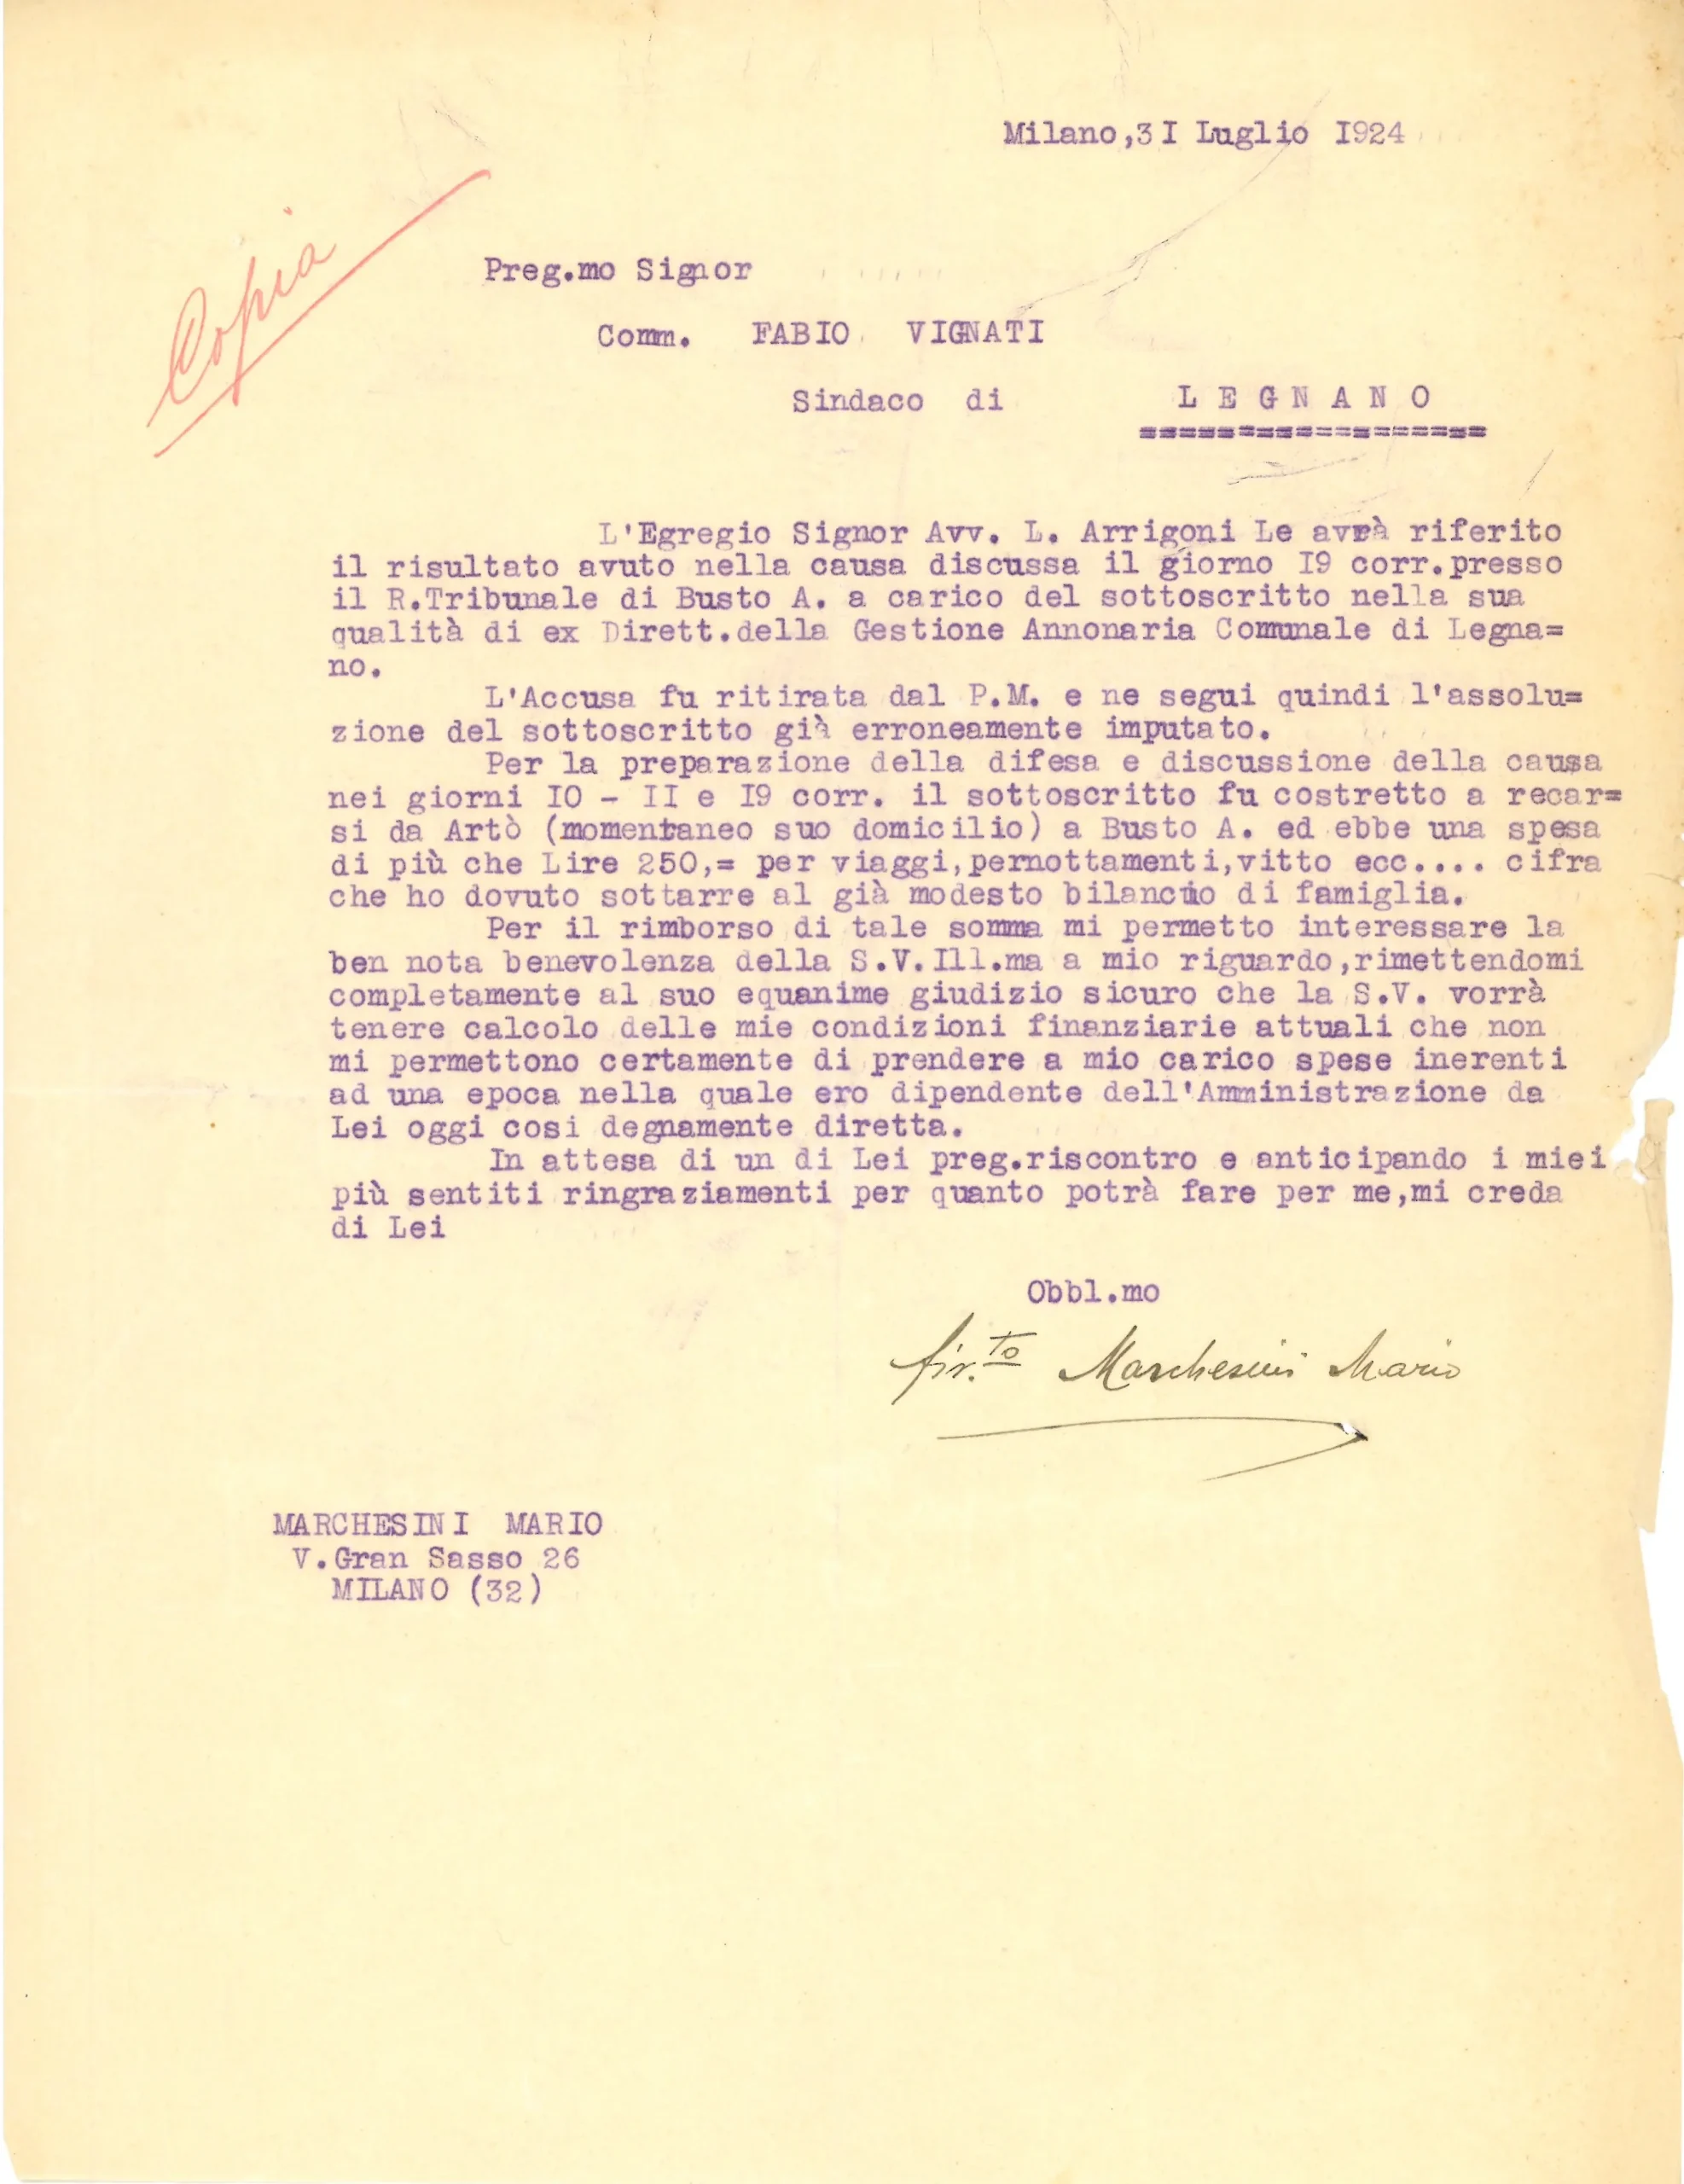 Milano,3I Luglio I924
Copia
Preg.mo Signor
Comm. FABIO VIGNATI
Sindaco di L E G N A N O
==================
L'Egregio Signor Avv. L. Arrigoni Le avrà riferito
il risultato avuto nella causa discussa il giorno I9 corr.presso
il R.Tribunale di Busto A. a carico del sottoscritto nella sua
qualità di ex Dirett.della Gestione Annonaria Comunale di Legna=
no.
L'Accusa fu ritirata dal P.M. e ne segui quindi l'assolu=
zione del sottoscritto già erroneamente imputato.
Per la preparazione della difesa e discussione della causa
nei giorni IO - II e I9 corr. il sottoscritto fu costretto a recar=
si da Artò (momentaneo suo domicilio) a Busto A. ed ebbe una spesa
di più che Lire 250,= per viaggi,pernottamenti,vitto ecc.... cifra
che ho dovuto sottarre al già modesto bilancio di famiglia.
Per il rimborso di tale somma mi permetto interessare la
ben nota benevolenza della S.V.Ill.ma a mio riguardo,rimettendomi
completamente al suo equanime giudizio sicuro che la S.V. vorrà
tenere calcolo delle mie condizioni finanziarie attuali che non
mi permettono certamente di prendere a mio carico spese inerenti
ad una epoca nella quale ero dipendente dell'Amministrazione da
Lei oggi cosi degnamente diretta.
In attesa di un di Lei preg.riscontro e anticipando i miei
più sentiti ringraziamenti per quanto potrà fare per me,mi creda
di Lei
Obbl.mo
fir.to Marchesini Mario
MARCHESINI MARIO
V.Gran Sasso 26
MILANO (32)